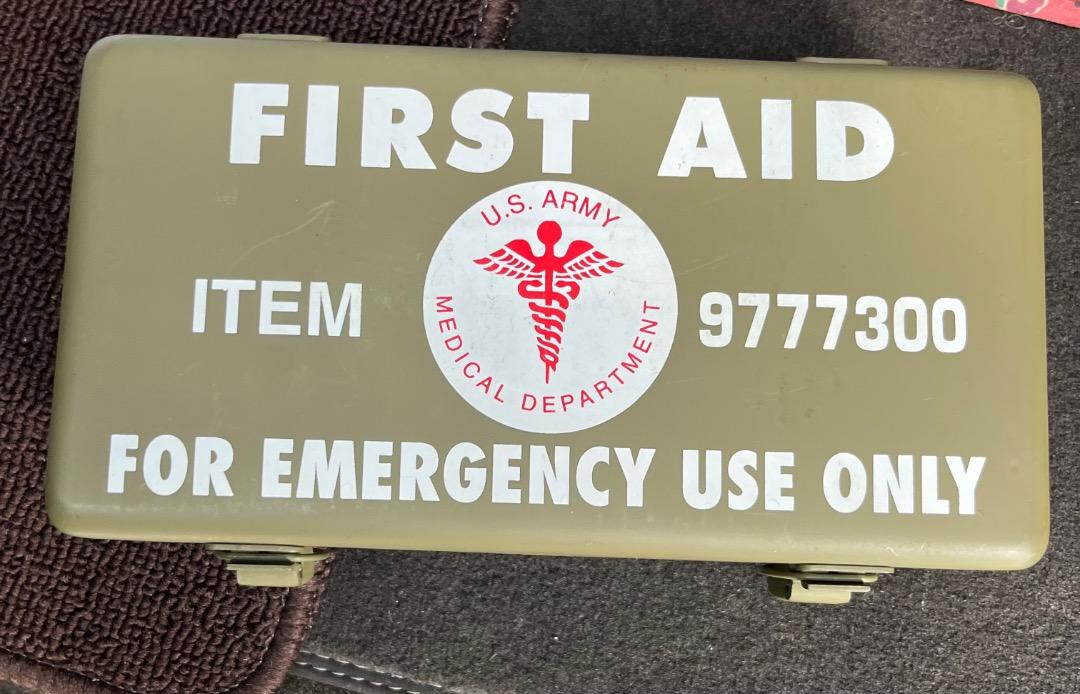 FIRST AID
U.S. ARMY
MEDICAL DEPARTMENT
ITEM 9777300
FOR EMERGENCY USE ONLY